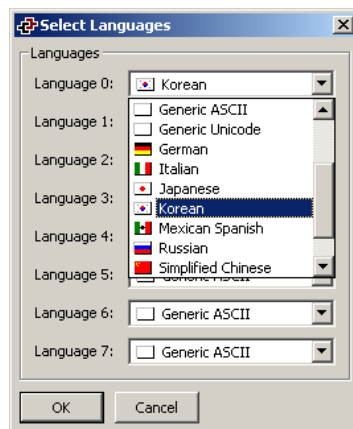 Select Languages
Languages
Language 0:
Korean
Generic ASCII
Language 1:
Generic Unicode
German
Language 2:
Italian
Japanese
Language 3:
Korean
Mexican Spanish
Language 4:
Russian
Simplified Chinese
Language 5:
Generic ASCII
Language 6:
Generic ASCII
Language 7:
Generic ASCII
OK
Cancel